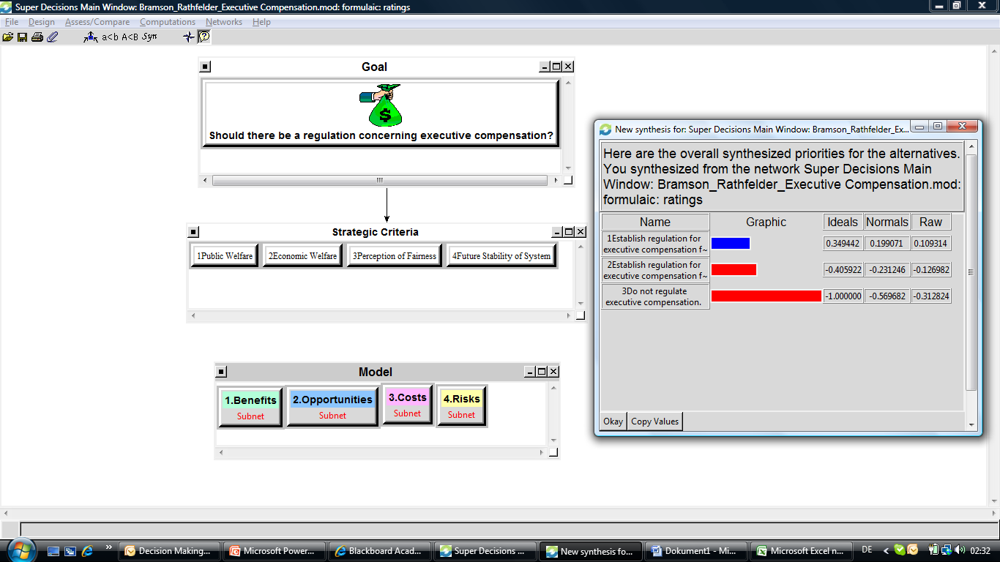 Super Decisions Main Window: Bramson_Rathfelder_Executive Compensation.mod: formulaic: ratings
File Design Assess/Compare Computations Networks Help
a<b A<B Syn
Goal
$
Should there be a regulation concerning executive compensation?
Strategic Criteria
1Public Welfare 2Economic Welfare 3Perception of Fairness 4Future Stability of System
Model
1.Benefits 2.Opportunities 3.Costs 4.Risks
Subnet Subnet Subnet Subnet
New synthesis for: Super Decisions Main Window: Bramson_Rathfelder_Ex...
Here are the overall synthesized priorities for the alternatives.
You synthesized from the network Super Decisions Main
Window: Bramson_Rathfelder_Executive Compensation.mod:
formulaic: ratings
Name Graphic Ideals Normals Raw
1Establish regulation for
executive compensation f~ 0.349442 0.199071 0.109314
2Establish regulation for
executive compensation f~ -0.405922 -0.231246 -0.126982
3Do not regulate
executive compensation. -1.000000 -0.569682 -0.312824
Okay Copy Values
Decision Making... Microsoft Power... Blackboard Acad... Super Decisions ... New synthesis fo... Dokument1 - Mi... Microsoft Excel n... DE 02:32